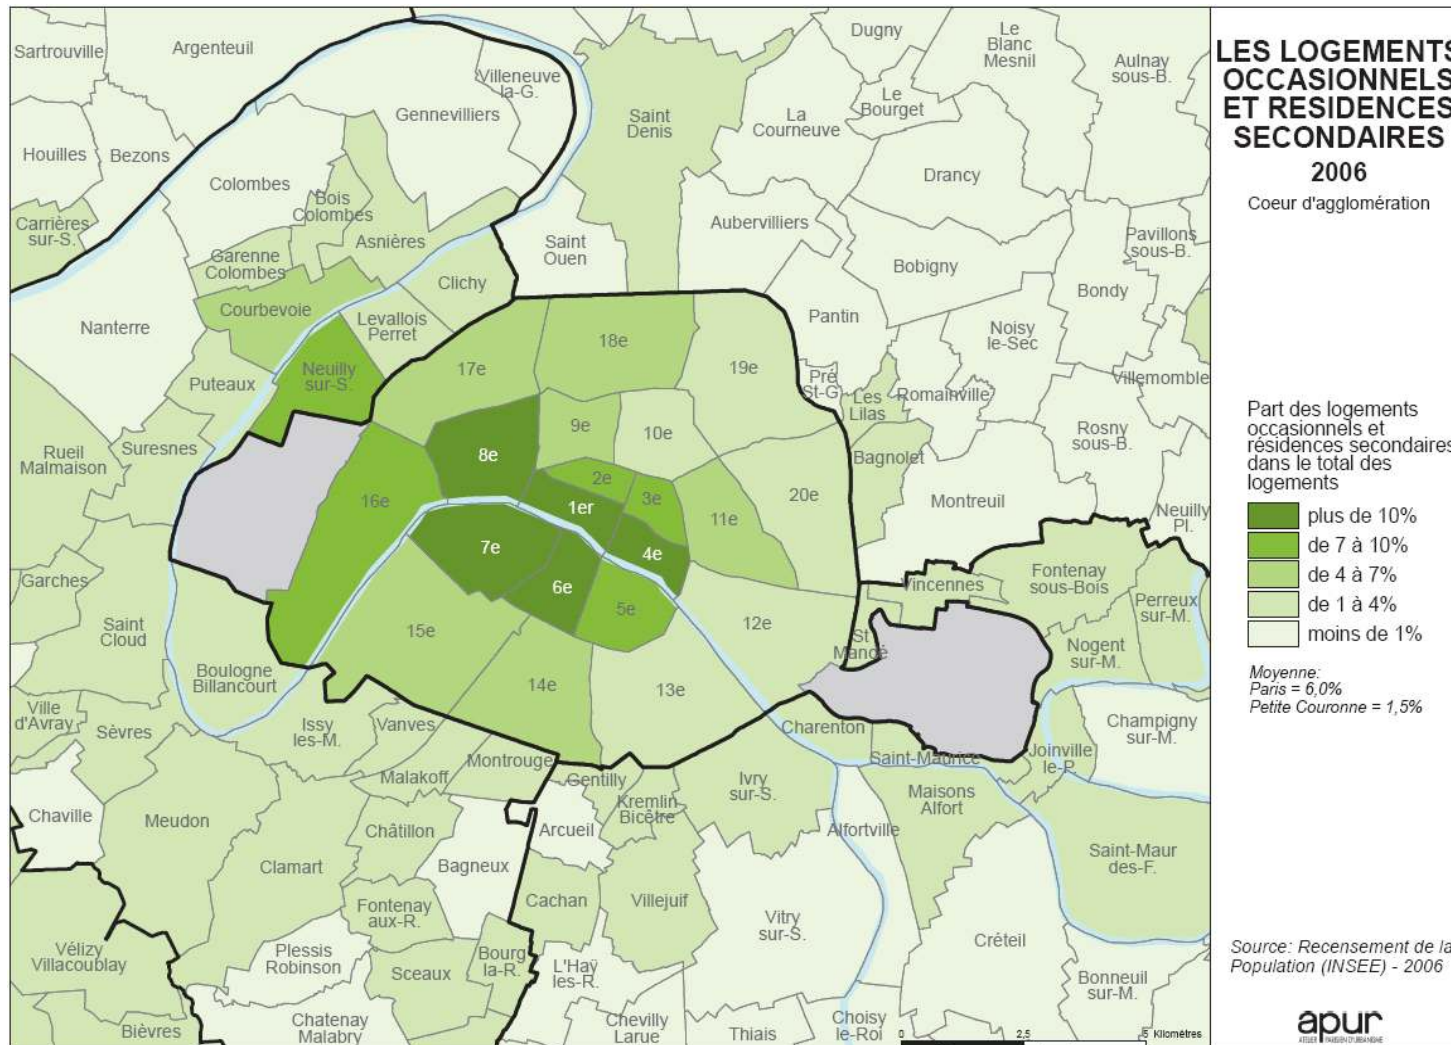 LES LOGEMENTS
OCCASIONNELS
ET RESIDENCES
SECONDAIRES
2006
Coeur d'agglomération
Part des logements
occasionnels et
résidences secondaires
dans le total des
logements
plus de 10%
de 7 à 10%
de 4 à 7%
de 1 à 4%
moins de 1%
Moyenne:
Paris = 6,0%
Petite Couronne = 1,5%
Source: Recensement de la
Population (INSEE) - 2006
apur
ATELIER PARISIEN D'URBANISME
Sartrouville
Argenteuil
Villeneuve
la-G.
Gennevilliers
Houilles
Bezons
Colombes
Bois
Colombes
Carrières
sur-S.
Asnières
Garenne
Colombes
Clichy
Courbevoie
Levallois
Perret
Nanterre
Neuilly
sur-S.
Puteaux
Suresnes
Rueil
Malmaison
Saint
Denis
Saint
Ouen
Dugny
Le
Blanc
Mesnil
Aulnay
sous-B.
Le
Bourget
La
Courneuve
Drancy
Aubervilliers
Pavillons
sous-B.
Bobigny
Bondy
Pantin
Noisy
le-Sec
Pré
St-G.
Les
Lilas
Romainville
Villemomble
Rosny
sous-B.
Bagnolet
Montreuil
Neuilly
Pl.
17e
18e
19e
8e
9e
10e
2e
3e
1er
11e
20e
16e
7e
4e
6e
5e
12e
15e
14e
13e
Vincennes
Fontenay
sous-Bois
Perreux
sur-M.
St
Mandé
Nogent
sur-M.
Garches
Saint
Cloud
Boulogne
Billancourt
Ville
d'Avray
Sèvres
Issy
les-M.
Vanves
Malakoff
Montrouge
Gentilly
Kremlin
Bicêtre
Ivry
sur-S.
Charenton
Saint-Maurice
Joinville
le-P.
Champigny
sur-M.
Maisons
Alfort
Alfortville
Saint-Maur
des-F.
Chaville
Meudon
Clamart
Châtillon
Bagneux
Arcueil
Cachan
Villejuif
Vitry
sur-S.
Créteil
Fontenay
aux-R.
Plessis
Robinson
Sceaux
Bourg
la-R.
L'Haÿ
les-R.
Vélizy
Villacoublay
Bièvres
Chatenay
Malabry
Chevilly
Larue
Thiais
Choisy
le-Roi
Bonneuil
sur-M.
0
2,5
5 Kilomètres